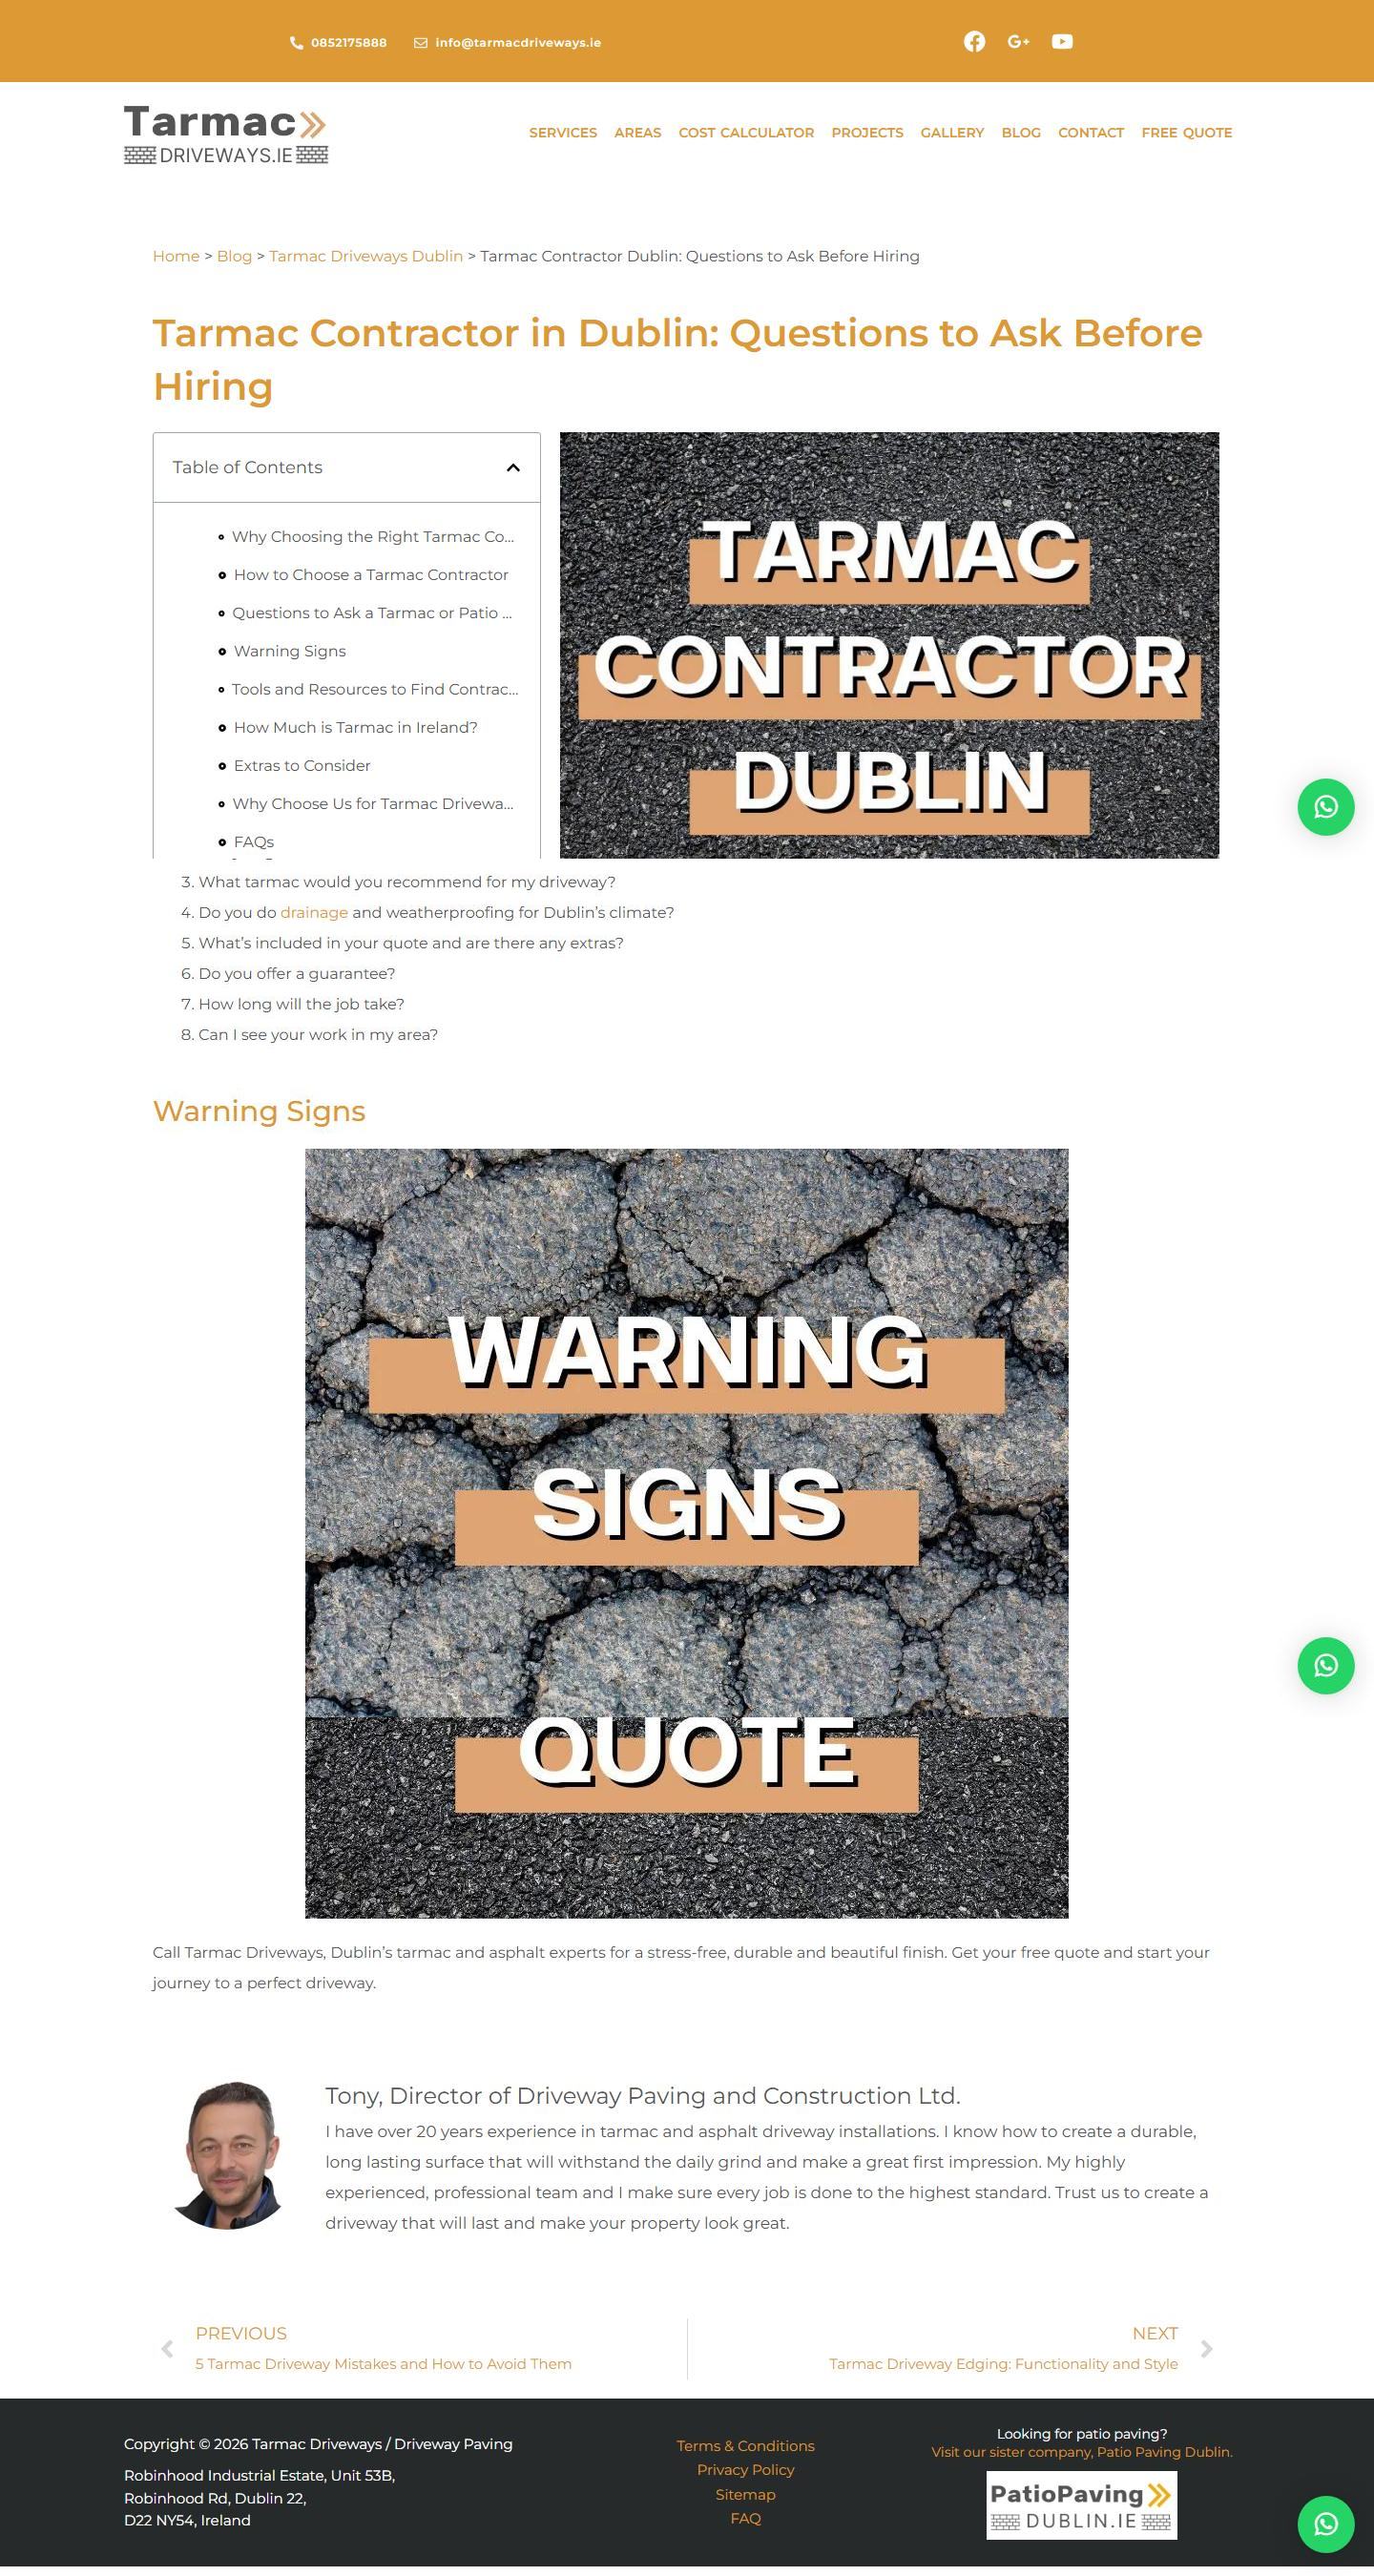 0852175888 info@tarmacdriveways.ie
Tarmac
DRIVEWAYS.IE
SERVICES AREAS COST CALCULATOR PROJECTS GALLERY BLOG CONTACT FREE QUOTE
Home > Blog > Tarmac Driveways Dublin > Tarmac Contractor Dublin: Questions to Ask Before Hiring
Tarmac Contractor in Dublin: Questions to Ask Before
Hiring
Table of Contents
Why Choosing the Right Tarmac Co...
How to Choose a Tarmac Contractor
Questions to Ask a Tarmac or Patio ...
Warning Signs
Tools and Resources to Find Contrac...
How Much is Tarmac in Ireland?
Extras to Consider
Why Choose Us for Tarmac Drivewa...
FAQs
TARMAC
CONTRACTOR
DUBLIN
3. What tarmac would you recommend for my driveway?
4. Do you do drainage and weatherproofing for Dublin’s climate?
5. What’s included in your quote and are there any extras?
6. Do you offer a guarantee?
7. How long will the job take?
8. Can I see your work in my area?
Warning Signs
WARNING
SIGNS
QUOTE
Call Tarmac Driveways, Dublin’s tarmac and asphalt experts for a stress-free, durable and beautiful finish. Get your free quote and start your
journey to a perfect driveway.
Tony, Director of Driveway Paving and Construction Ltd.
I have over 20 years experience in tarmac and asphalt driveway installations. I know how to create a durable,
long lasting surface that will withstand the daily grind and make a great first impression. My highly
experienced, professional team and I make sure every job is done to the highest standard. Trust us to create a
driveway that will last and make your property look great.
PREVIOUS
5 Tarmac Driveway Mistakes and How to Avoid Them
NEXT
Tarmac Driveway Edging: Functionality and Style
Copyright © 2026 Tarmac Driveways / Driveway Paving
Robinhood Industrial Estate, Unit 53B,
Robinhood Rd, Dublin 22,
D22 NY54, Ireland
Terms & Conditions
Privacy Policy
Sitemap
FAQ
Looking for patio paving?
Visit our sister company, Patio Paving Dublin.
PatioPaving
DUBLIN.IE